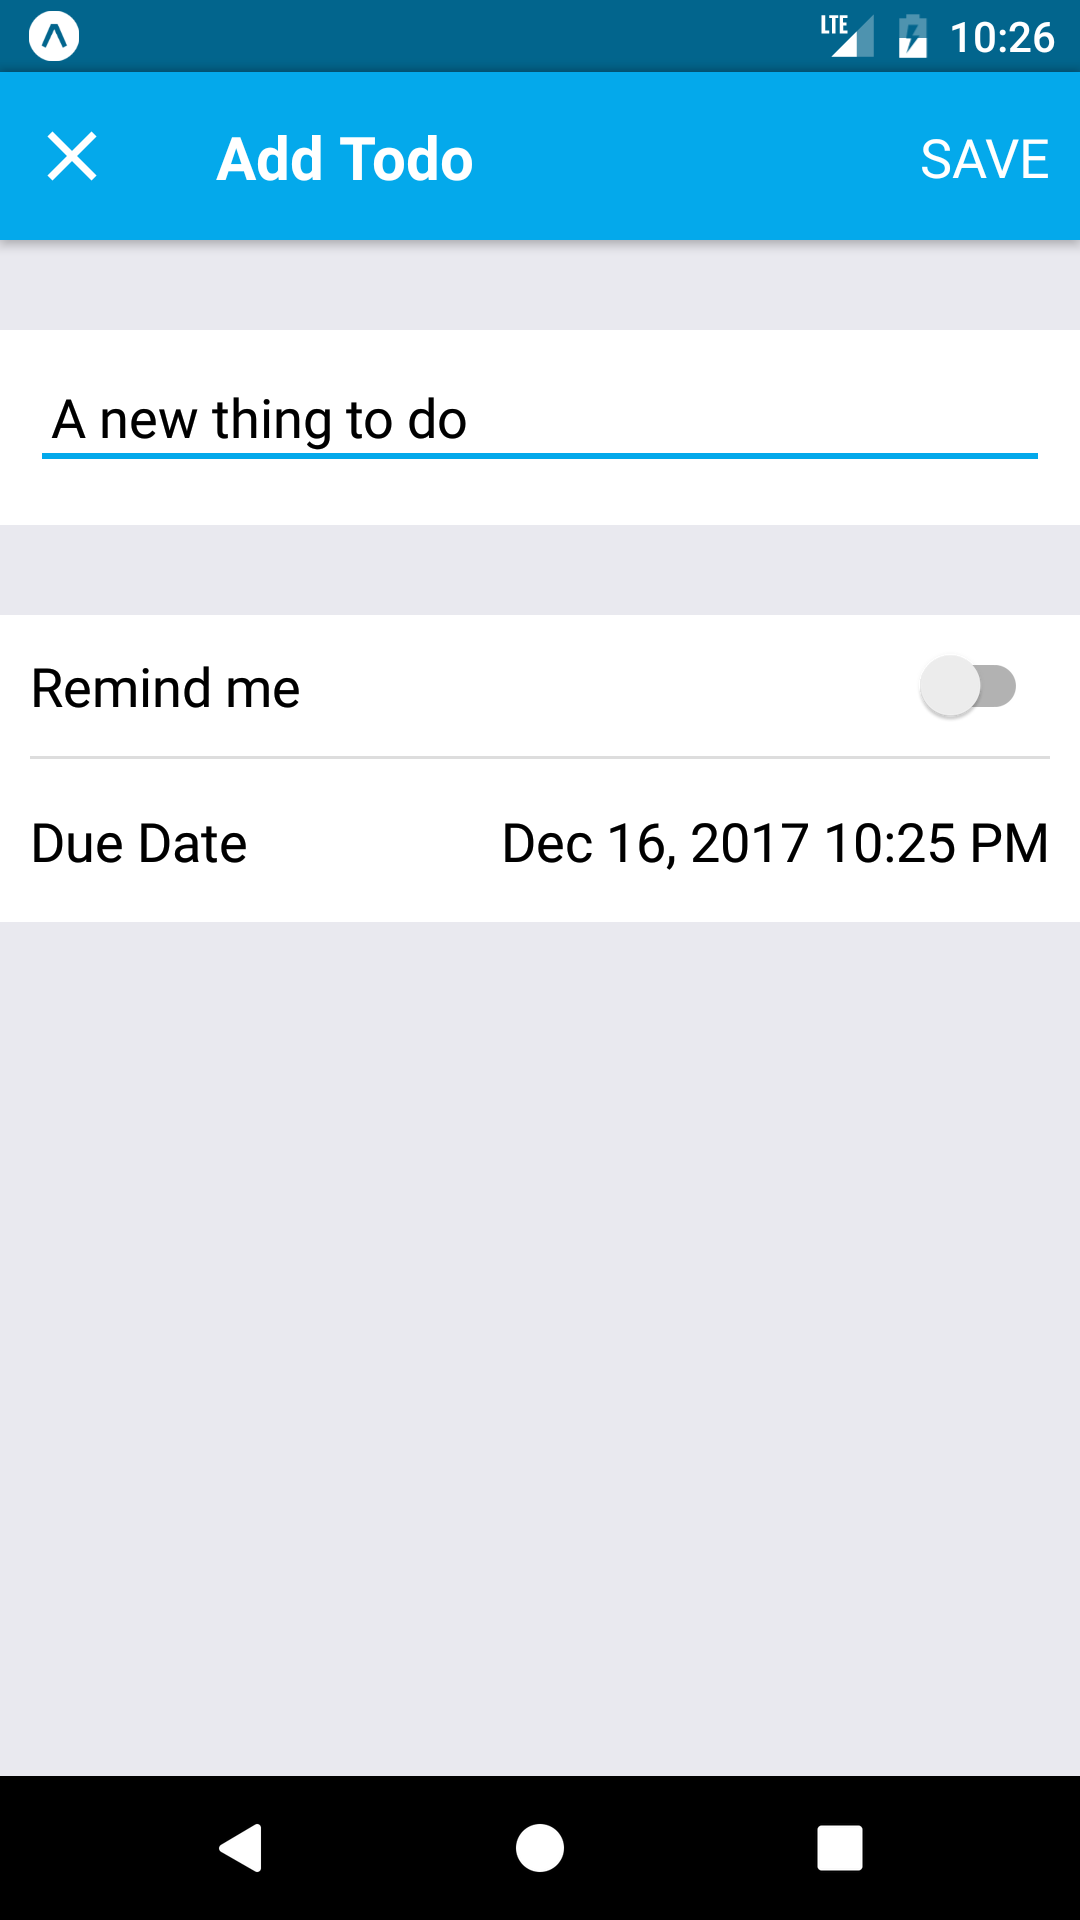 LTE 10:26
Add Todo SAVE
A new thing to do
Remind me
Due Date Dec 16, 2017 10:25 PM